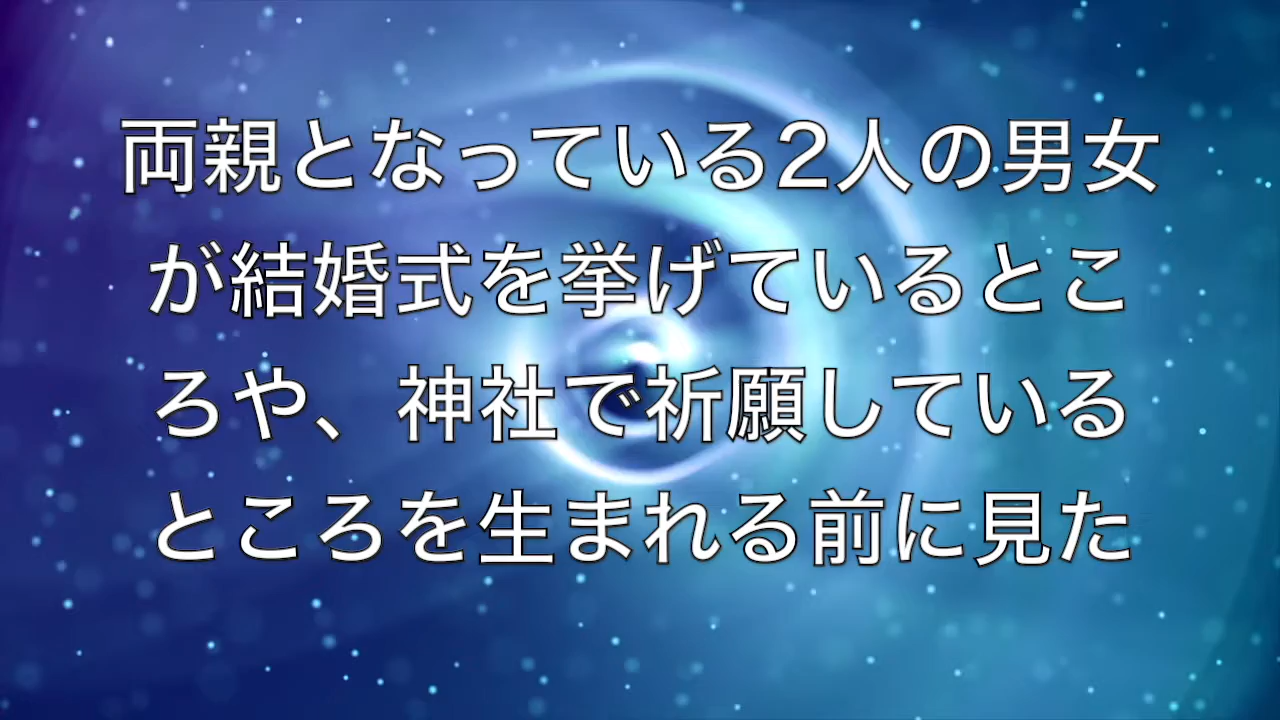 両親となっている2人の男女
が結婚式を挙げているとこ
ろや、神社で祈願している
ところを生まれる前に見た